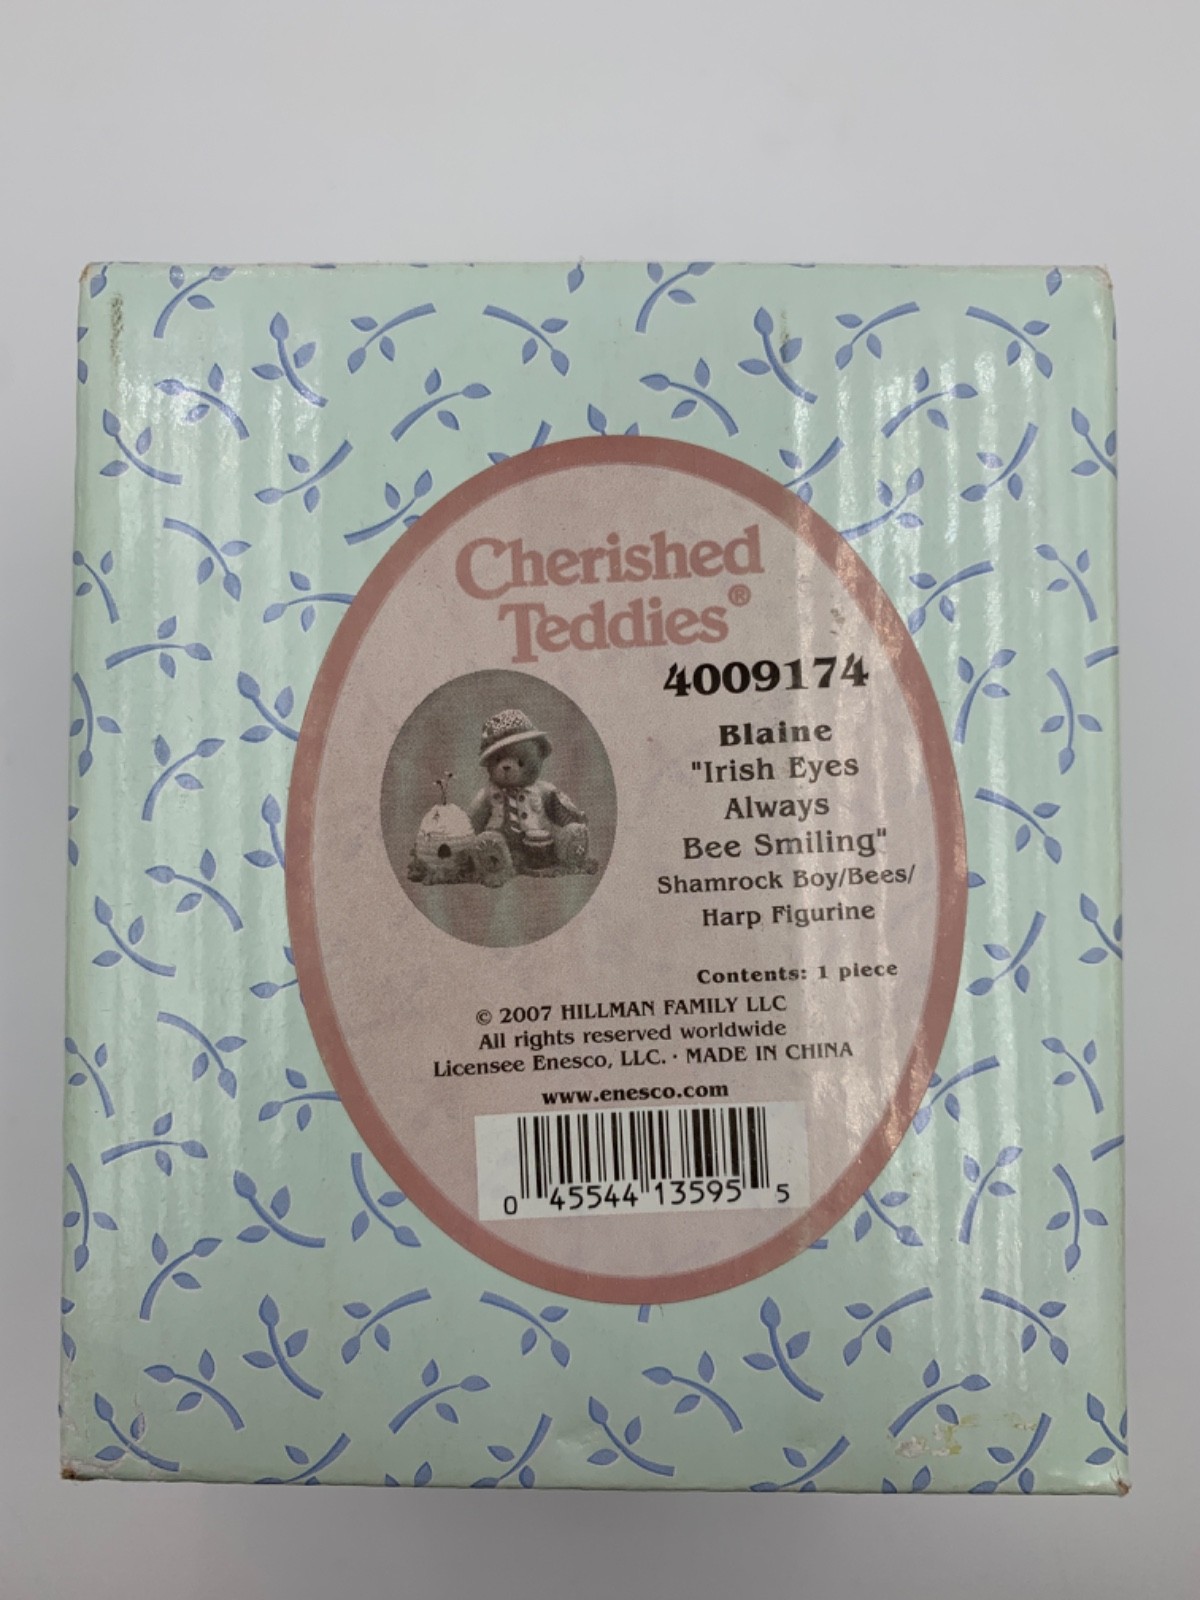 Cherished
Teddies®
4009174
Blaine
"Irish Eyes
Always
Bee Smiling"
Shamrock Boy/Bees/
Harp Figurine
Contents: 1 piece
© 2007 HILLMAN FAMILY LLC
All rights reserved worldwide
Licensee Enesco, LLC. · MADE IN CHINA
www.enesco.com
0 45544 13595 5